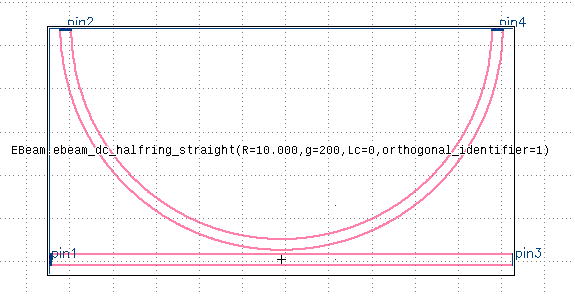 pin2 pin4
EBeam:ebeam_dc_halfring_straight(R=10.000,g=200,Lc=0,orthogonal_identifier=1)
pin1 pin3